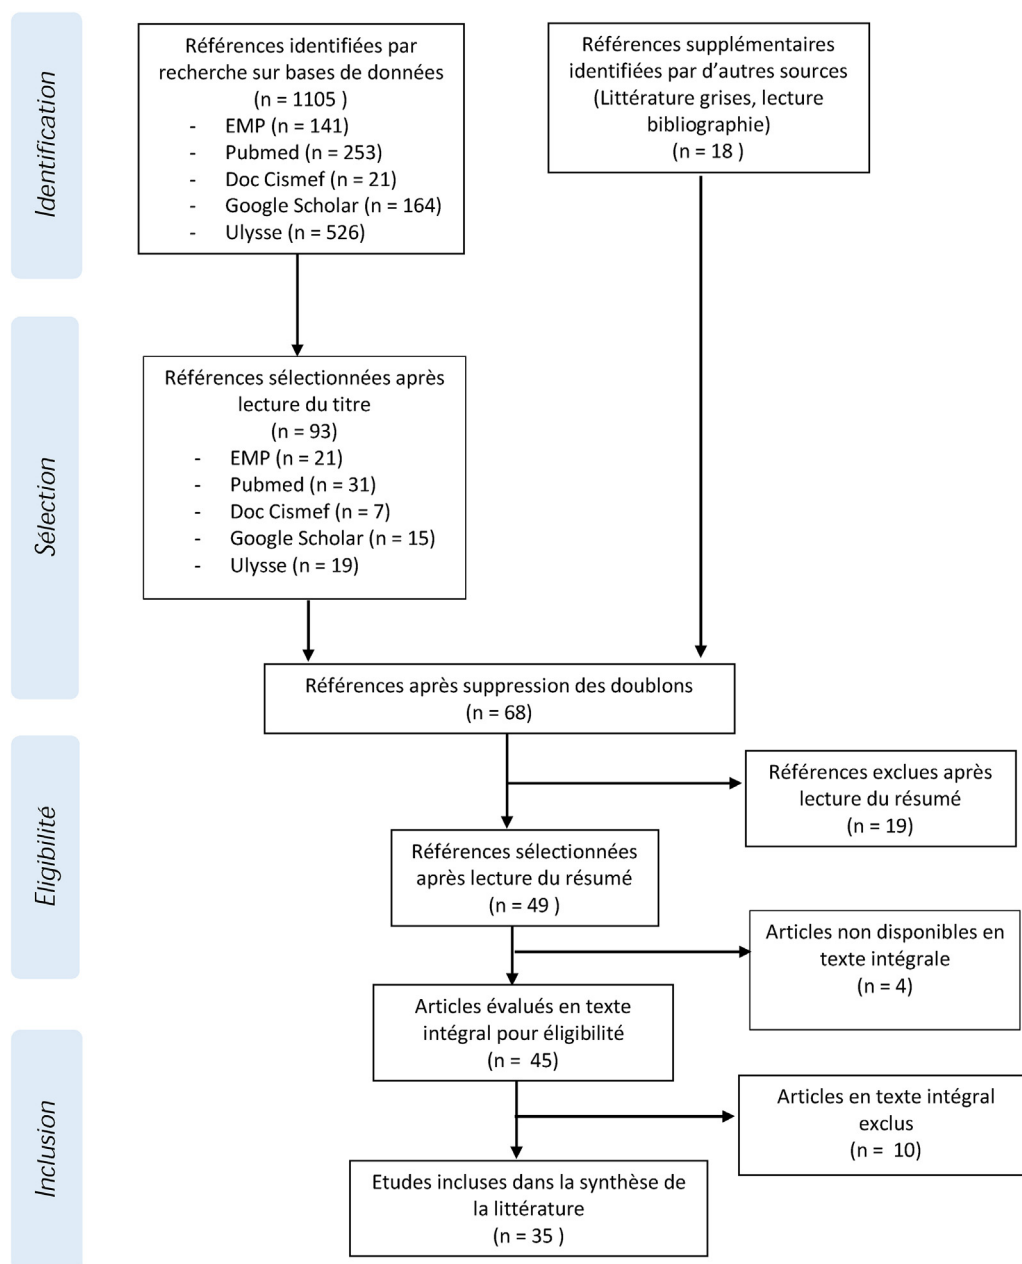 Identification
Références identifiées par
recherche sur bases de données
(n = 1105 )
- EMP (n = 141)
- Pubmed (n = 253)
- Doc Cismef (n = 21)
- Google Scholar (n = 164)
- Ulysse (n = 526)
Références supplémentaires
identifiées par d’autres sources
(Littérature grises, lecture
bibliographie)
(n = 18 )
Sélection
Références sélectionnées après
lecture du titre
(n = 93)
- EMP (n = 21)
- Pubmed (n = 31)
- Doc Cismef (n = 7)
- Google Scholar (n = 15)
- Ulysse (n = 19)
Références après suppression des doublons
(n = 68)
Eligibilité
Références exclues après
lecture du résumé
(n = 19)
Références sélectionnées
après lecture du résumé
(n = 49 )
Articles non disponibles en
texte intégrale
(n = 4)
Articles évalués en texte
intégral pour éligibilité
(n = 45)
Inclusion
Articles en texte intégral
exclus
(n = 10)
Etudes incluses dans la synthèse de
la littérature
(n = 35 )